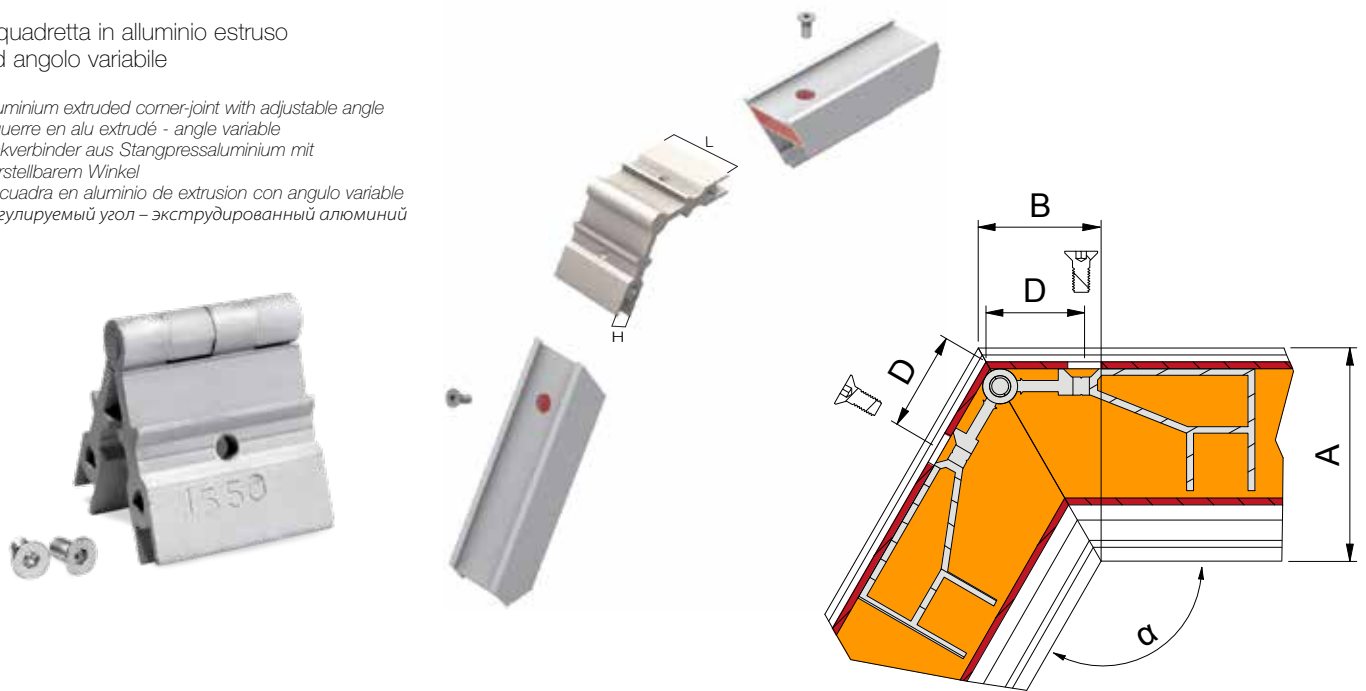 quadretta in alluminio estruso
d angolo variabile
uminium extruded corner-joint with adjustable angle
uerre en alu extrudé - angle variable
kverbinder aus Stangpressaluminium mit
rstellbarem Winkel
cuadra en aluminio de extrusion con angulo variable
гулируемый угол – экструдированный алюминий
L
H
1350
B
D
D
A
α